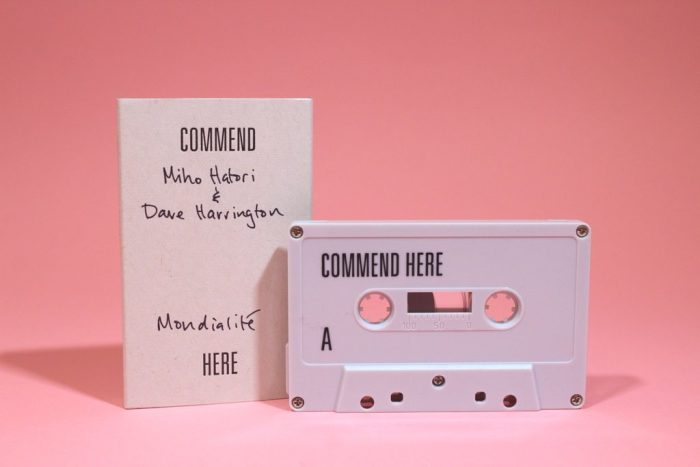 COMMEND
Miho Hatori
&
Dave Harrington
Mondialité
HERE
COMMEND HERE
100 50 0
A